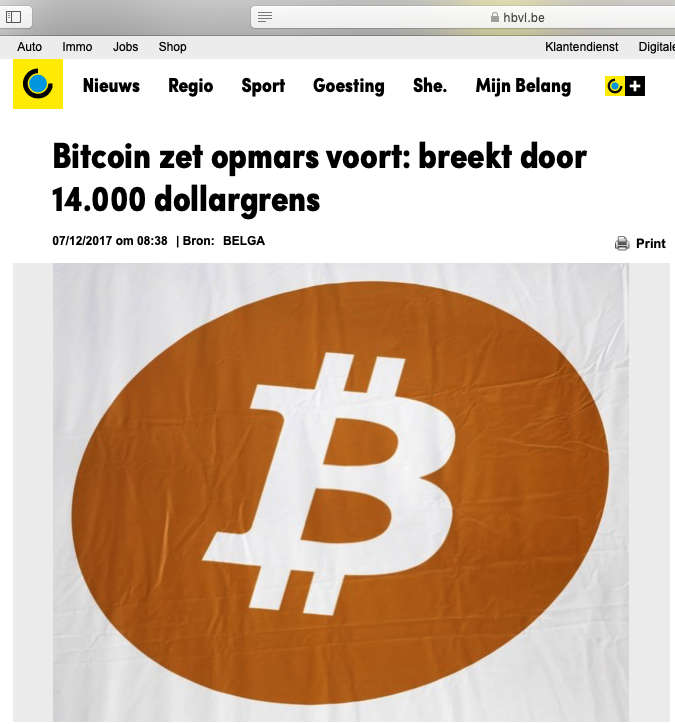 hbvl.be
Auto Immo Jobs Shop Klantendienst Digitale
Nieuws Regio Sport Goesting She. Mijn Belang +
Bitcoin zet opmars voort: breekt door
14.000 dollargrens
07/12/2017 om 08:38 | Bron: BELGA
Print